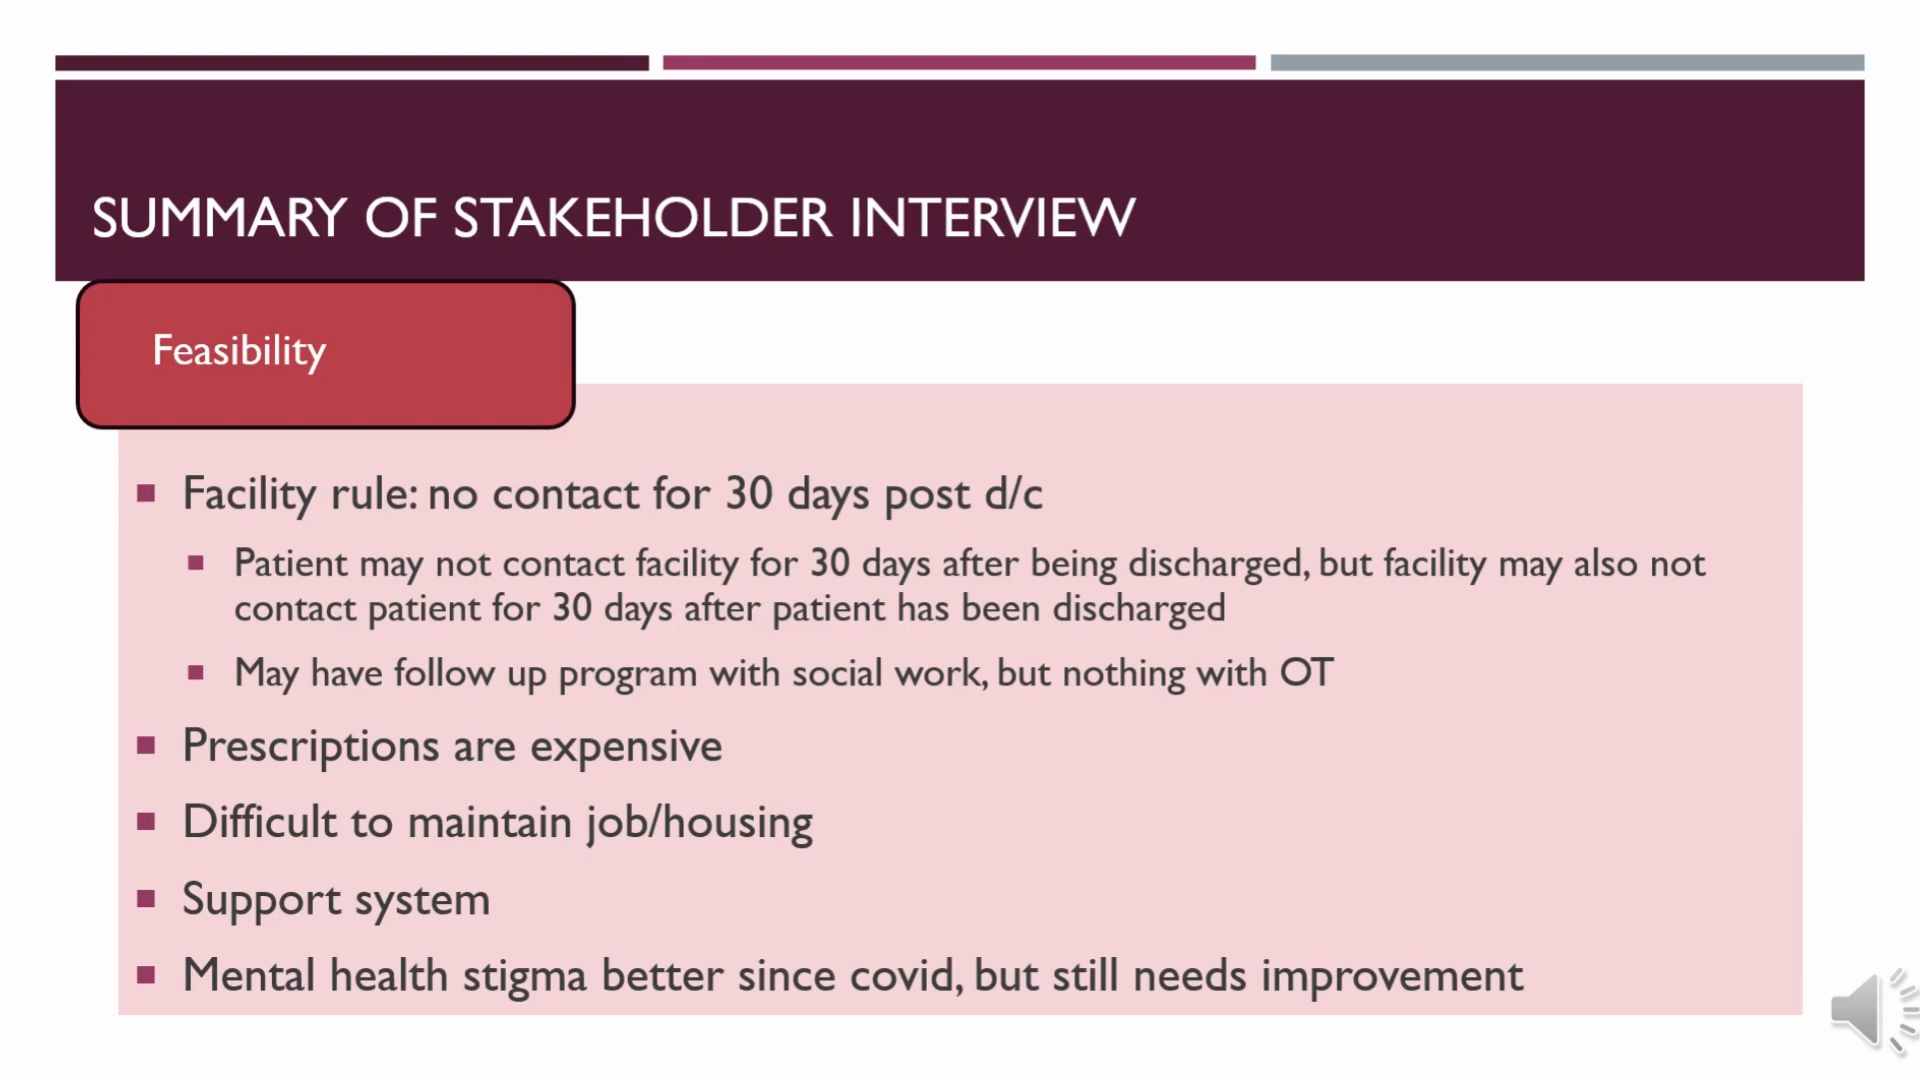 SUMMARY OF STAKEHOLDER INTERVIEW
Feasibility
Facility rule: no contact for 30 days post d/c
Patient may not contact facility for 30 days after being discharged, but facility may also not
contact patient for 30 days after patient has been discharged
May have follow up program with social work, but nothing with OT
Prescriptions are expensive
Difficult to maintain job/housing
Support system
Mental health stigma better since covid, but still needs improvement